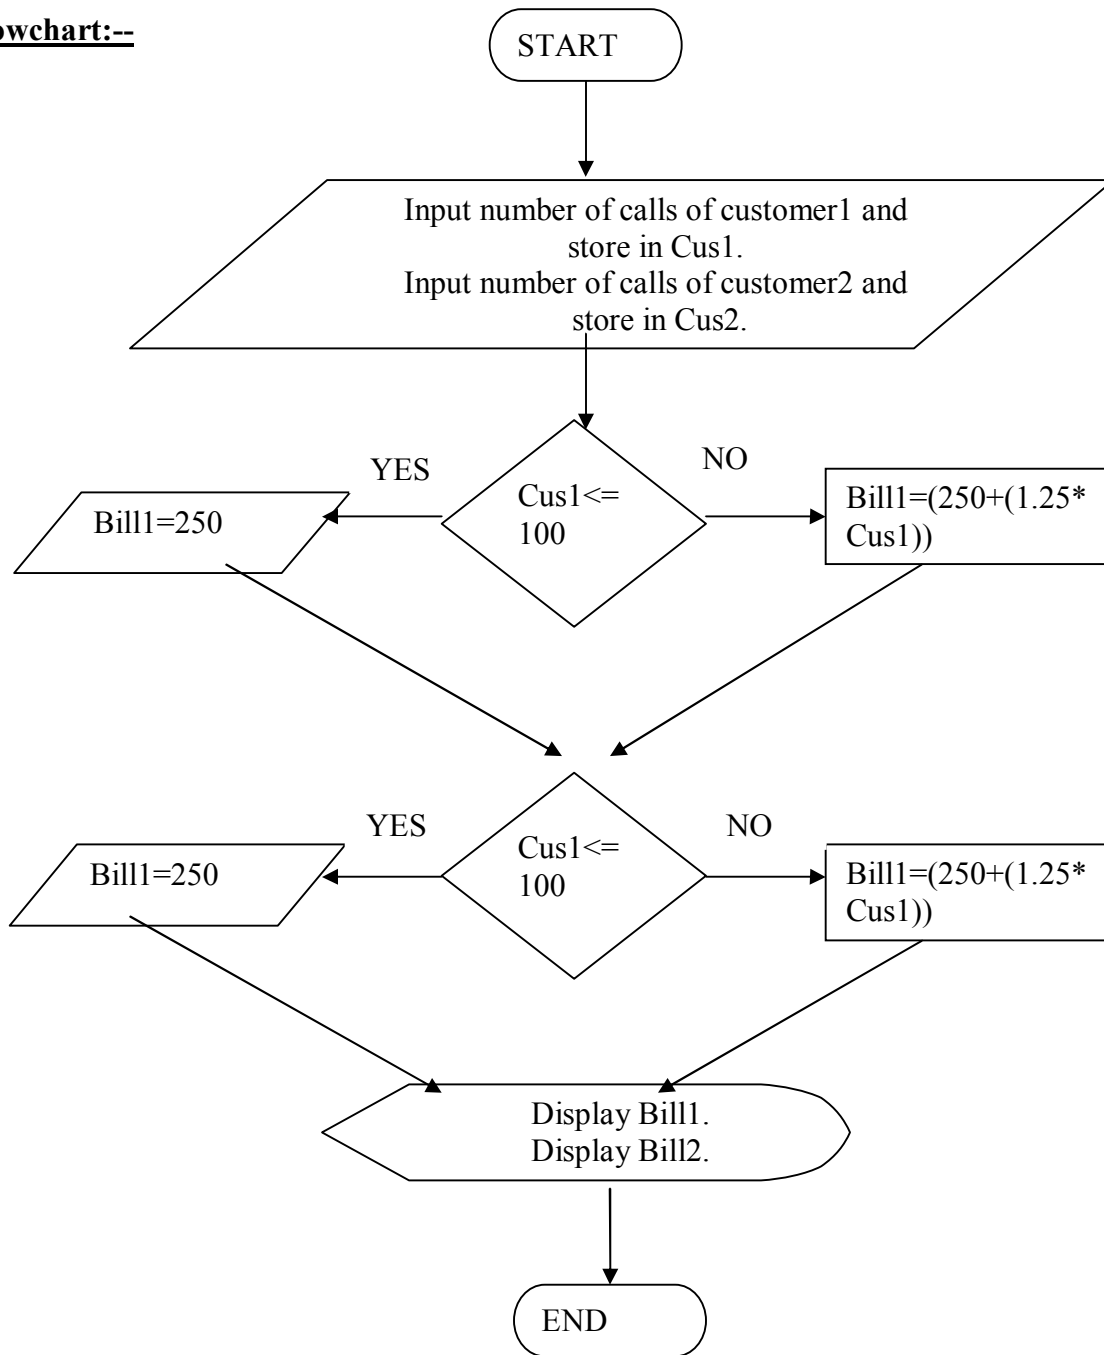 owchart:--
START
Input number of calls of customer1 and
store in Cus1.
Input number of calls of customer2 and
store in Cus2.
YES
NO
Bill1=250
Cus1<=
100
Bill1=(250+(1.25*
Cus1))
YES
NO
Bill1=250
Cus1<=
100
Bill1=(250+(1.25*
Cus1))
Display Bill1.
Display Bill2.
END